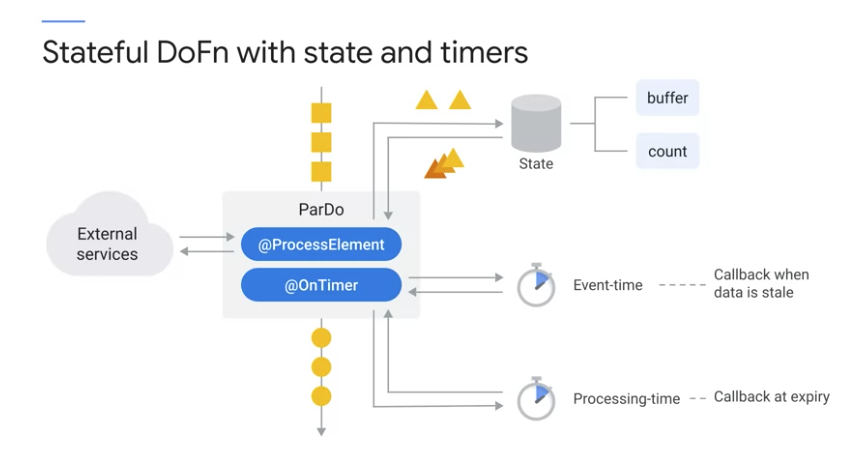 Stateful DoFn with state and timers
buffer
count
State
ParDo
External
services
@ProcessElement
@OnTimer
Event-time
Callback when
data is stale
Processing-time
Callback at expiry